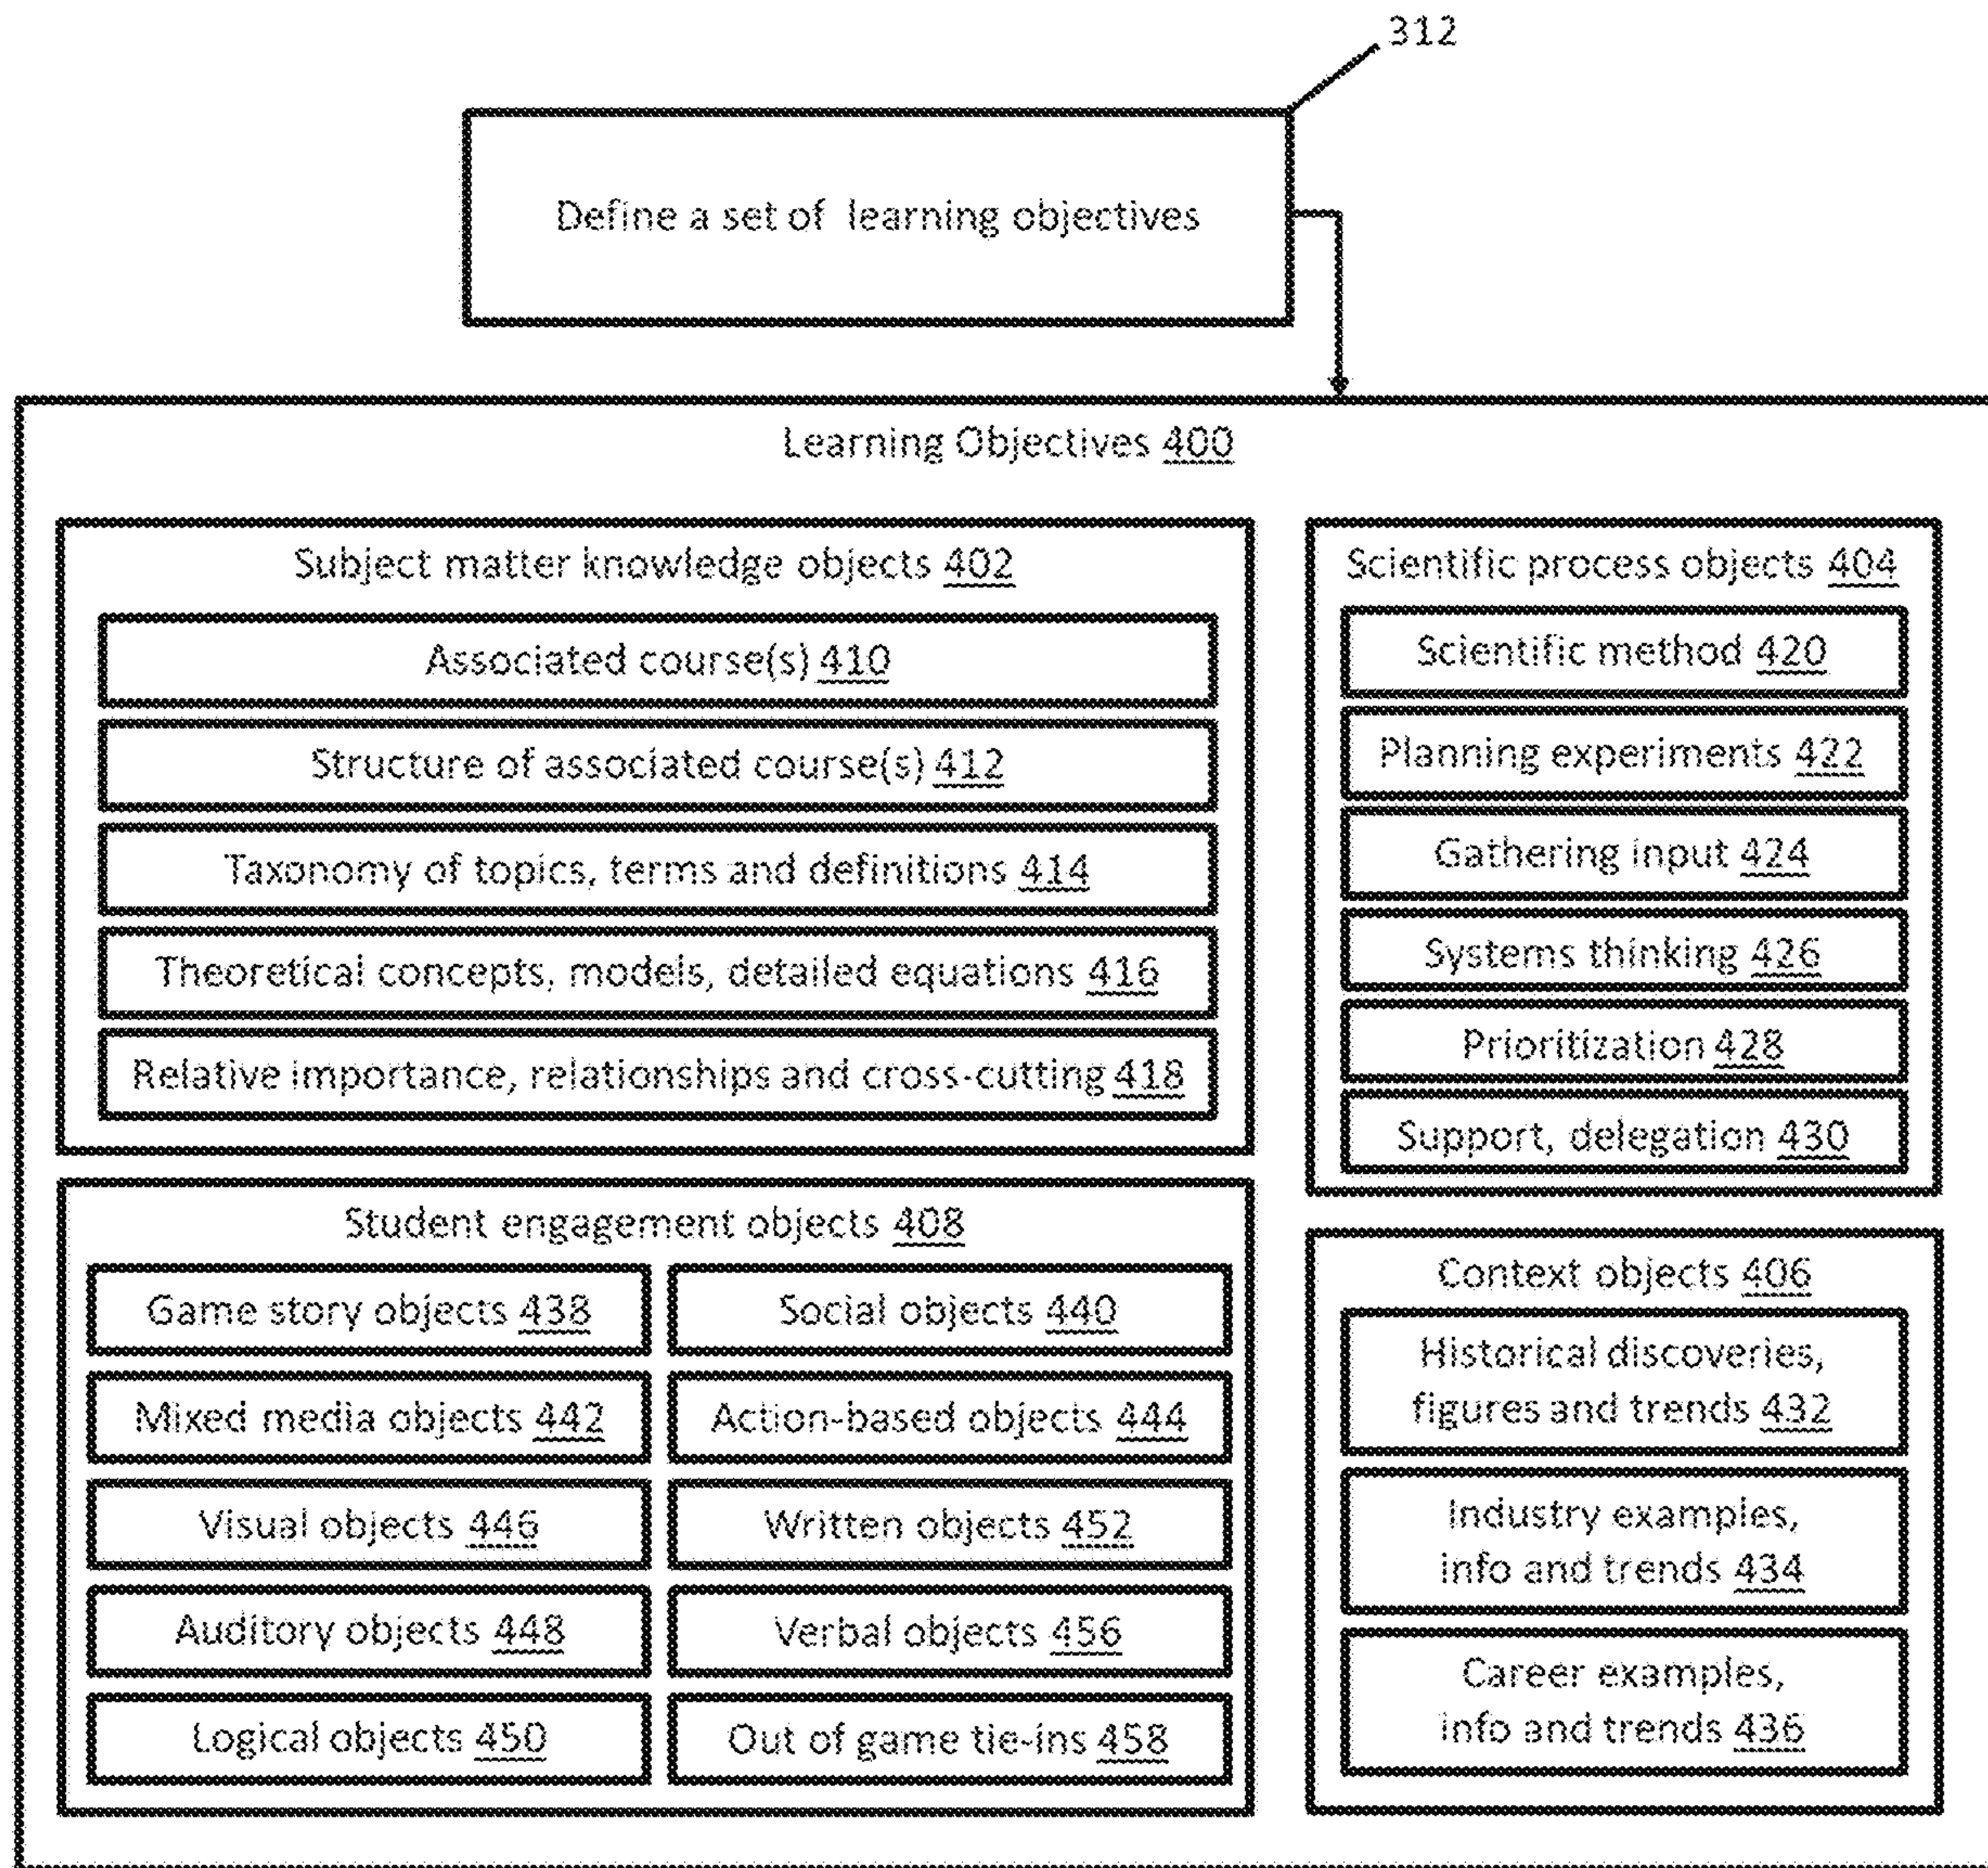 312
Define a set of learning objectives
Learning Objectives 400
Subject matter knowledge objects 402
Associated course(s) 410
Structure of associated course(s) 412
Taxonomy of topics, terms and definitions 414
Theoretical concepts, models, detailed equations 416
Relative importance, relationships and cross-cutting 418
Scientific process objects 404
Scientific method 420
Planning experiments 422
Gathering input 424
Systems thinking 426
Prioritization 428
Support, delegation 430
Student engagement objects 408
Game story objects 438
Social objects 440
Mixed media objects 442
Action-based objects 444
Visual objects 446
Written objects 452
Auditory objects 448
Verbal objects 456
Logical objects 450
Out of game tie-ins 458
Context objects 406
Historical discoveries,
figures and trends 432
Industry examples,
info and trends 434
Career examples,
info and trends 436